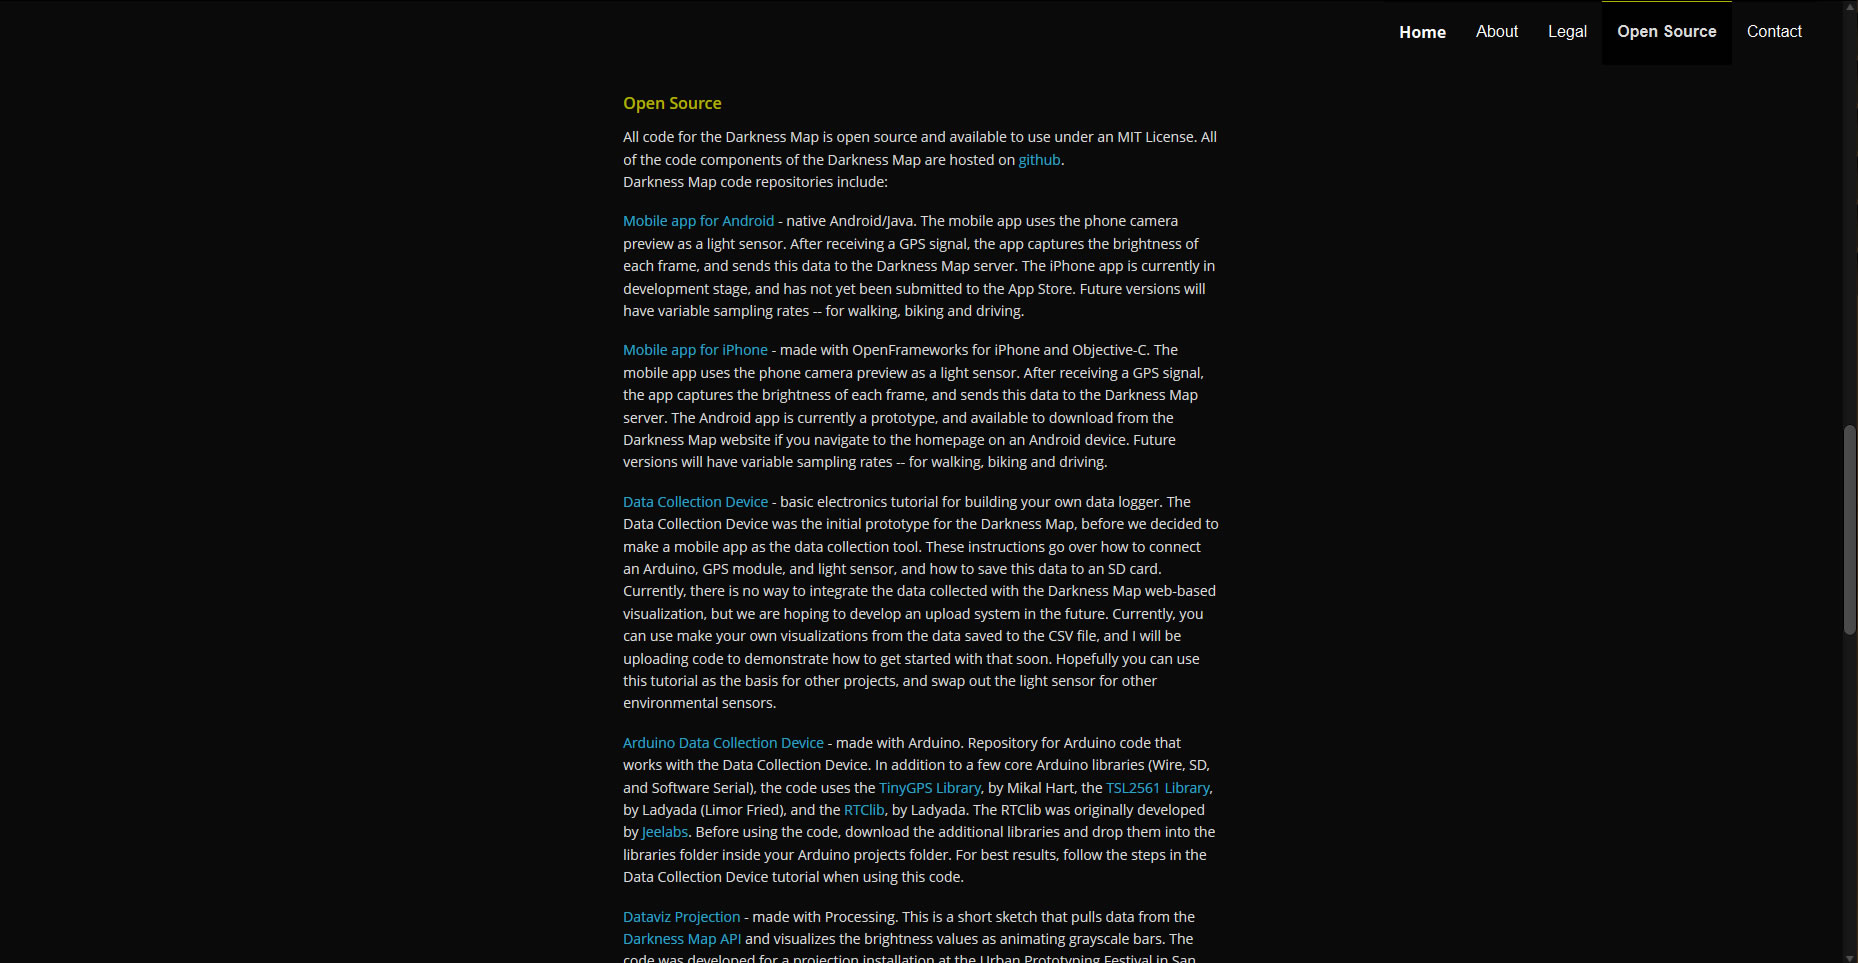 Home About Legal Open Source Contact
Open Source
All code for the Darkness Map is open source and available to use under an MIT License. All
of the code components of the Darkness Map are hosted on github.
Darkness Map code repositories include:
Mobile app for Android - native Android/Java. The mobile app uses the phone camera
preview as a light sensor. After receiving a GPS signal, the app captures the brightness of
each frame, and sends this data to the Darkness Map server. The iPhone app is currently in
development stage, and has not yet been submitted to the App Store. Future versions will
have variable sampling rates -- for walking, biking and driving.
Mobile app for iPhone - made with OpenFrameworks for iPhone and Objective-C. The
mobile app uses the phone camera preview as a light sensor. After receiving a GPS signal,
the app captures the brightness of each frame, and sends this data to the Darkness Map
server. The Android app is currently a prototype, and available to download from the
Darkness Map website if you navigate to the homepage on an Android device. Future
versions will have variable sampling rates -- for walking, biking and driving.
Data Collection Device - basic electronics tutorial for building your own data logger. The
Data Collection Device was the initial prototype for the Darkness Map, before we decided to
make a mobile app as the data collection tool. These instructions go over how to connect
an Arduino, GPS module, and light sensor, and how to save this data to an SD card.
Currently, there is no way to integrate the data collected with the Darkness Map web-based
visualization, but we are hoping to develop an upload system in the future. Currently, you
can use make your own visualizations from the data saved to the CSV file, and I will be
uploading code to demonstrate how to get started with that soon. Hopefully you can use
this tutorial as the basis for other projects, and swap out the light sensor for other
environmental sensors.
Arduino Data Collection Device - made with Arduino. Repository for Arduino code that
works with the Data Collection Device. In addition to a few core Arduino libraries (Wire, SD,
and Software Serial), the code uses the TinyGPS Library, by Mikal Hart, the TSL2561 Library,
by Ladyada (Limor Fried), and the RTClib, by Ladyada. The RTClib was originally developed
by Jeelabs. Before using the code, download the additional libraries and drop them into the
libraries folder inside your Arduino projects folder. For best results, follow the steps in the
Data Collection Device tutorial when using this code.
Dataviz Projection - made with Processing. This is a short sketch that pulls data from the
Darkness Map API and visualizes the brightness values as animating grayscale bars. The
code was developed for a projection installation at the Urban Prototyping Festival in San